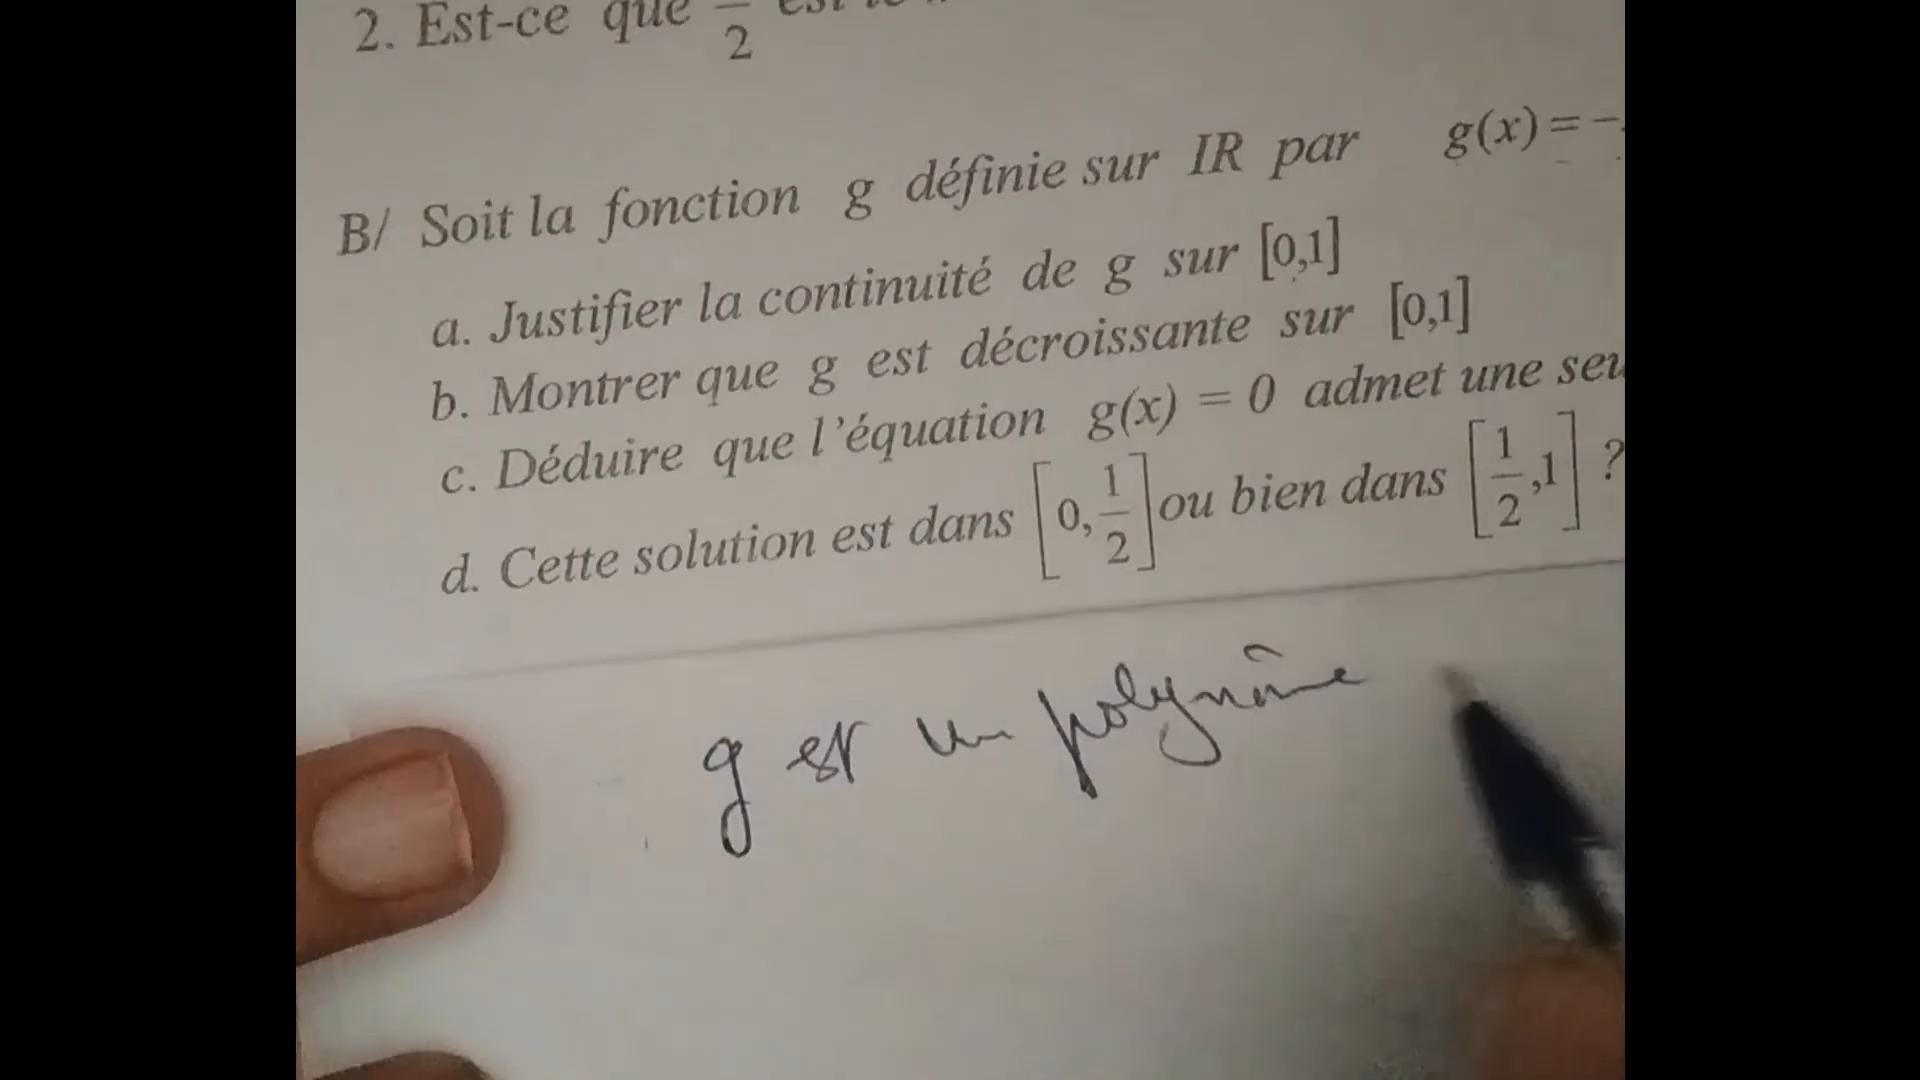 2. Est-ce que 2
B/ Soit la fonction g définie sur IR par g(x) = -
a. Justifier la continuité de g sur [0,1]
b. Montrer que g est décroissante sur [0,1]
c. Déduire que l'équation g(x) = 0 admet une
d. Cette solution est dans [0, 1/2] ou bien dans [1/2, 1] ?
g est un polynôme